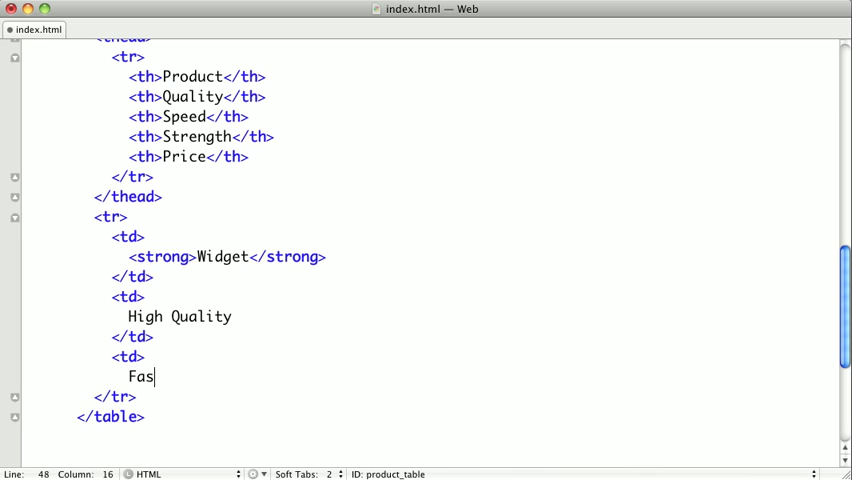 index.html — Web
index.html
<thead>
<tr>
<th>Product</th>
<th>Quality</th>
<th>Speed</th>
<th>Strength</th>
<th>Price</th>
</tr>
</thead>
<tr>
<td>
<strong>Widget</strong>
</td>
<td>
High Quality
</td>
<td>
Fas
</tr>
</table>
Line: 48 Column: 16 L HTML Soft Tabs: 2 ID: product_table